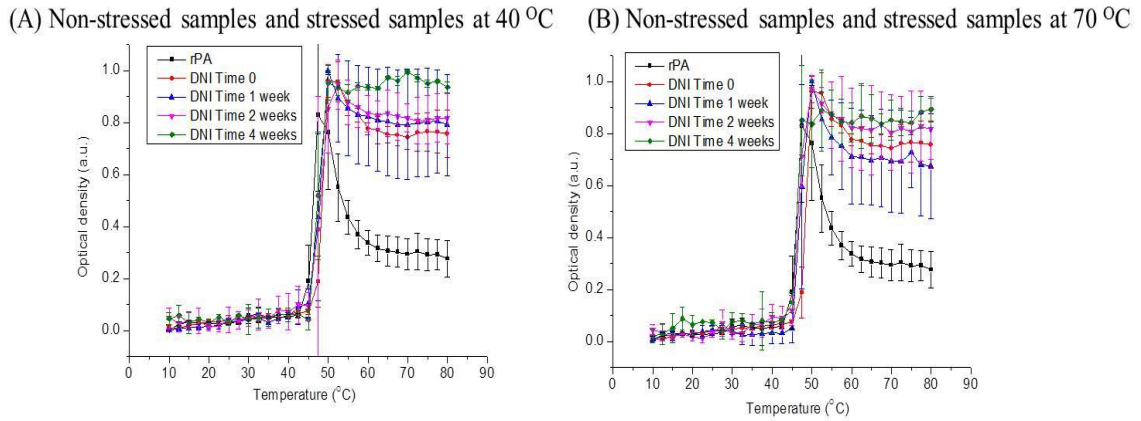 (A) Non-stressed samples and stressed samples at 40 ⁰C
rPA
DNI Time 0
DNI Time 1 week
DNI Time 2 weeks
DNI Time 4 weeks
1.0
0.8
0.6
0.4
0.2
0.0
Optical density (a.u.)
0 10 20 30 40 50 60 70 80 90
Temperature (°C)
(B) Non-stressed samples and stressed samples at 70 ⁰C
rPA
DNI Time 0
DNI Time 1 week
DNI Time 2 weeks
DNI Time 4 weeks
1.0
0.8
0.6
0.4
0.2
0.0
Optical density (a.u.)
0 10 20 30 40 50 60 70 80 90
Temperature (°C)